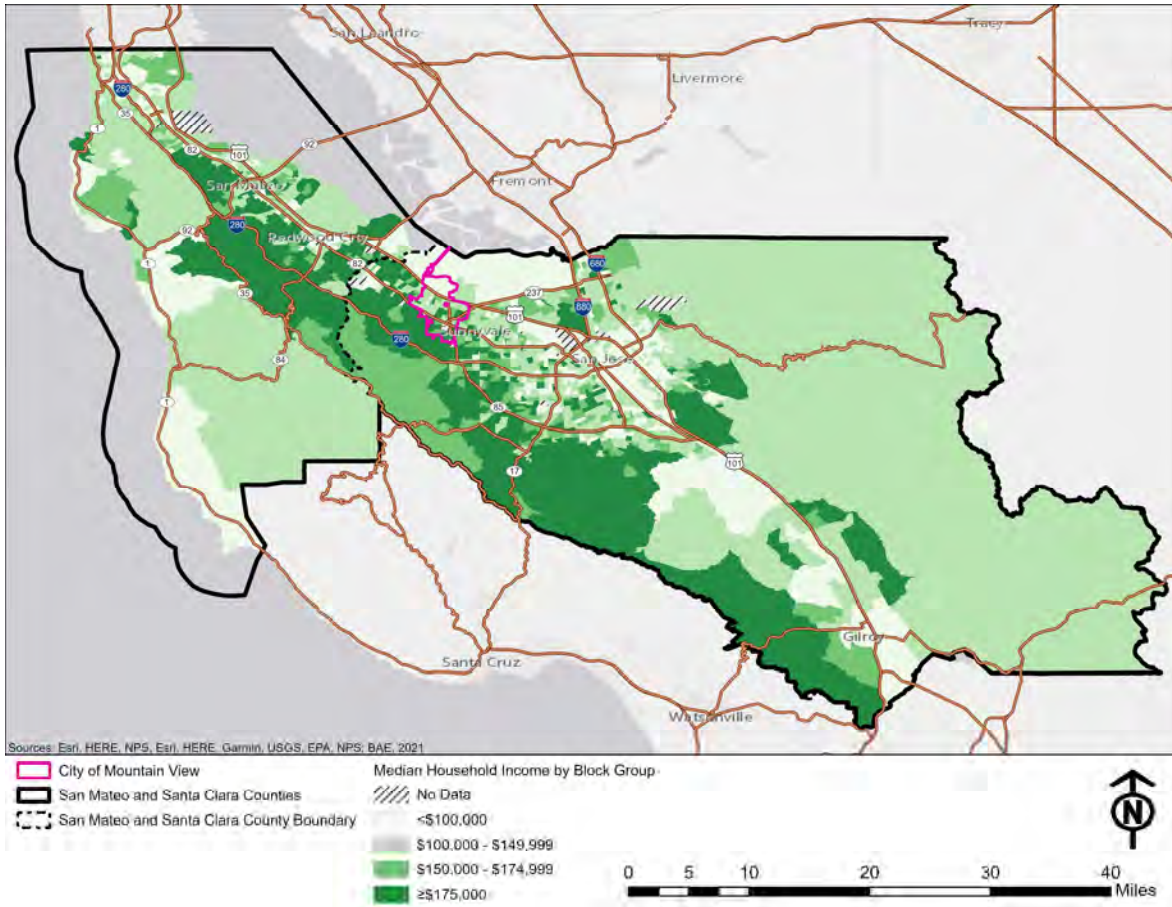 San Leandro
Tracy
Livermore
280
35
1
82
101
92
San Mateo
Fremont
280
92
Redwood City
82
1
680
237
880
101
35
Sunnyvale
280
San Jose
84
85
1
17
101
Gilroy
Santa Cruz
Watsonville
Sources: Esri, HERE, NPS, Esri, HERE, Garmin, USGS, EPA, NPS; BAE, 2021
City of Mountain View
San Mateo and Santa Clara Counties
San Mateo and Santa Clara County Boundary
Median Household Income by Block Group
No Data
<$100,000
$100,000 - $149,999
$150,000 - $174,999
≥$175,000
N
0 5 10 20 30 40
Miles